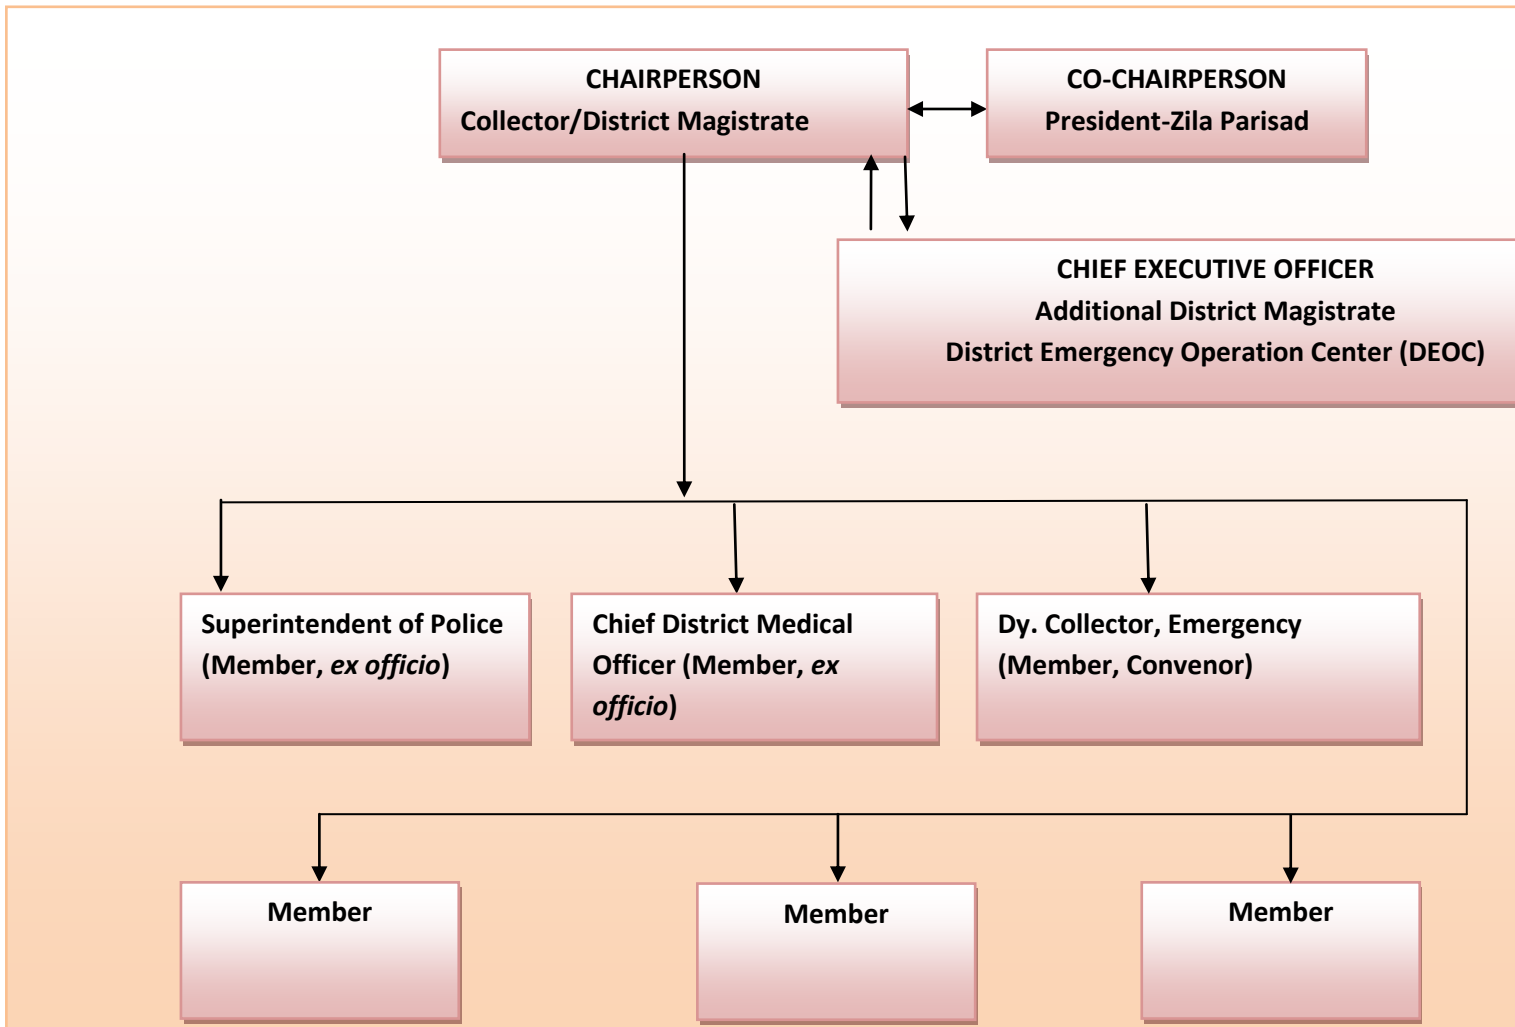 CHAIRPERSON
Collector/District Magistrate
CO-CHAIRPERSON
President-Zila Parisad
CHIEF EXECUTIVE OFFICER
Additional District Magistrate
District Emergency Operation Center (DEOC)
Superintendent of Police
(Member, ex officio)
Chief District Medical
Officer (Member, ex
officio)
Dy. Collector, Emergency
(Member, Convenor)
Member
Member
Member